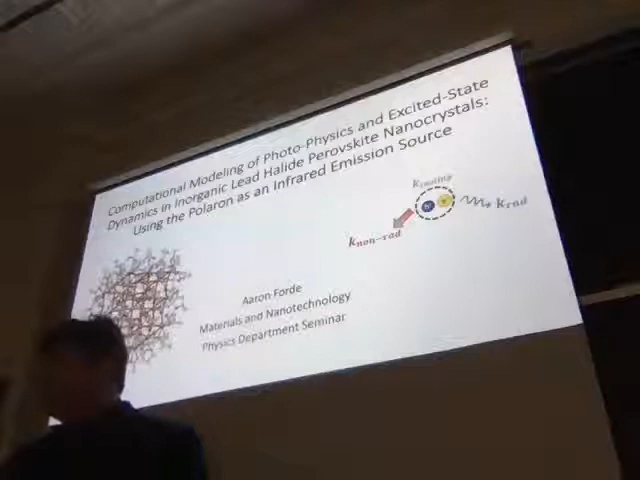 Computational Modeling of Photo-Physics and Excited-State
Dynamics in Inorganic Lead Halide Perovskite Nanocrystals:
Using the Polaron as an Infrared Emission Source
k_cooling
k_rad
k_non-rad
Aaron Forde
Materials and Nanotechnology
Physics Department Seminar